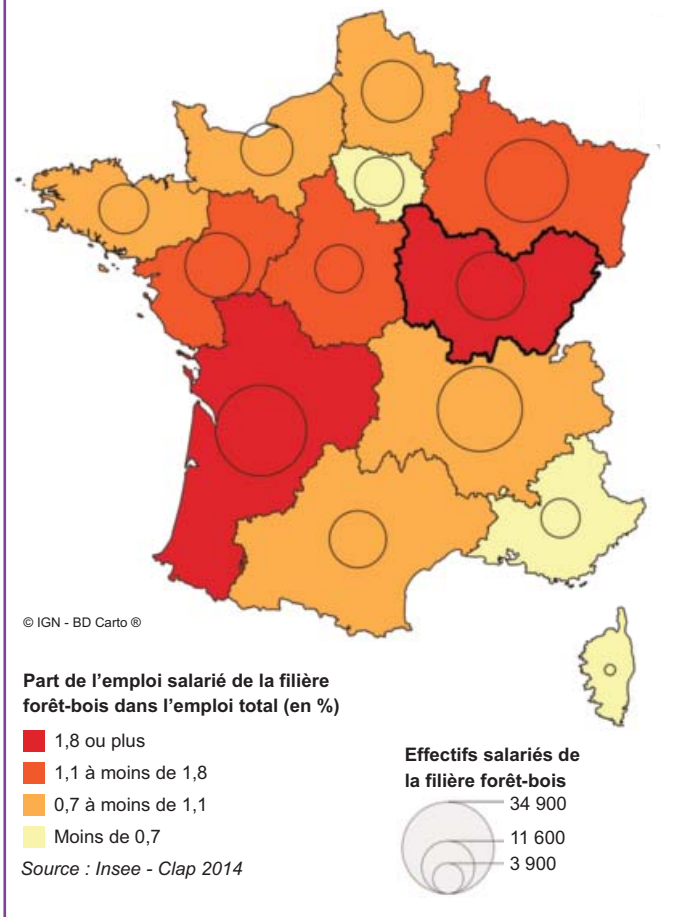 © IGN - BD Carto ®
Part de l’emploi salarié de la filière
forêt-bois dans l’emploi total (en %)
1,8 ou plus
1,1 à moins de 1,8
0,7 à moins de 1,1
Moins de 0,7
Source : Insee - Clap 2014
Effectifs salariés de
la filière forêt-bois
34 900
11 600
3 900